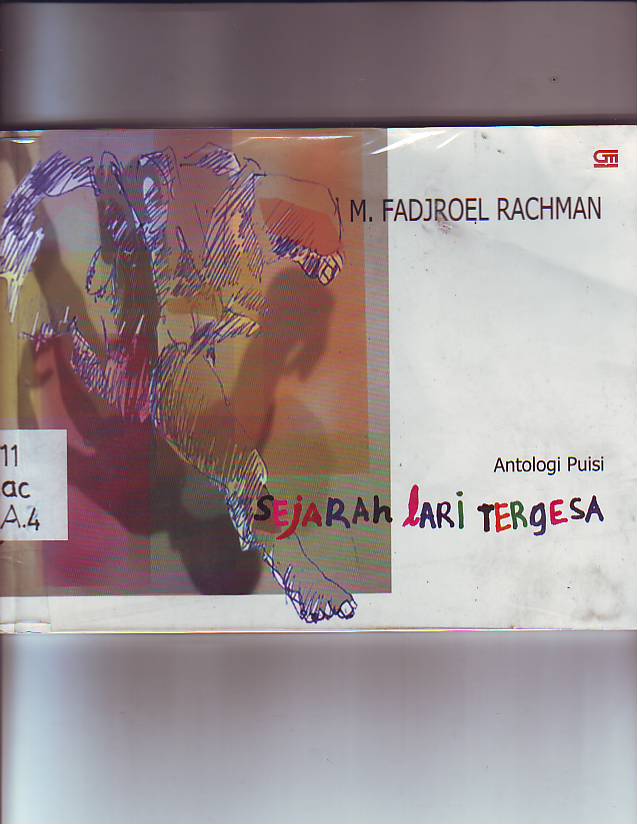 GM
M. FADJROEL RACHMAN
11
ac
A.4
Antologi Puisi
SEJARAh lARi TERgESA